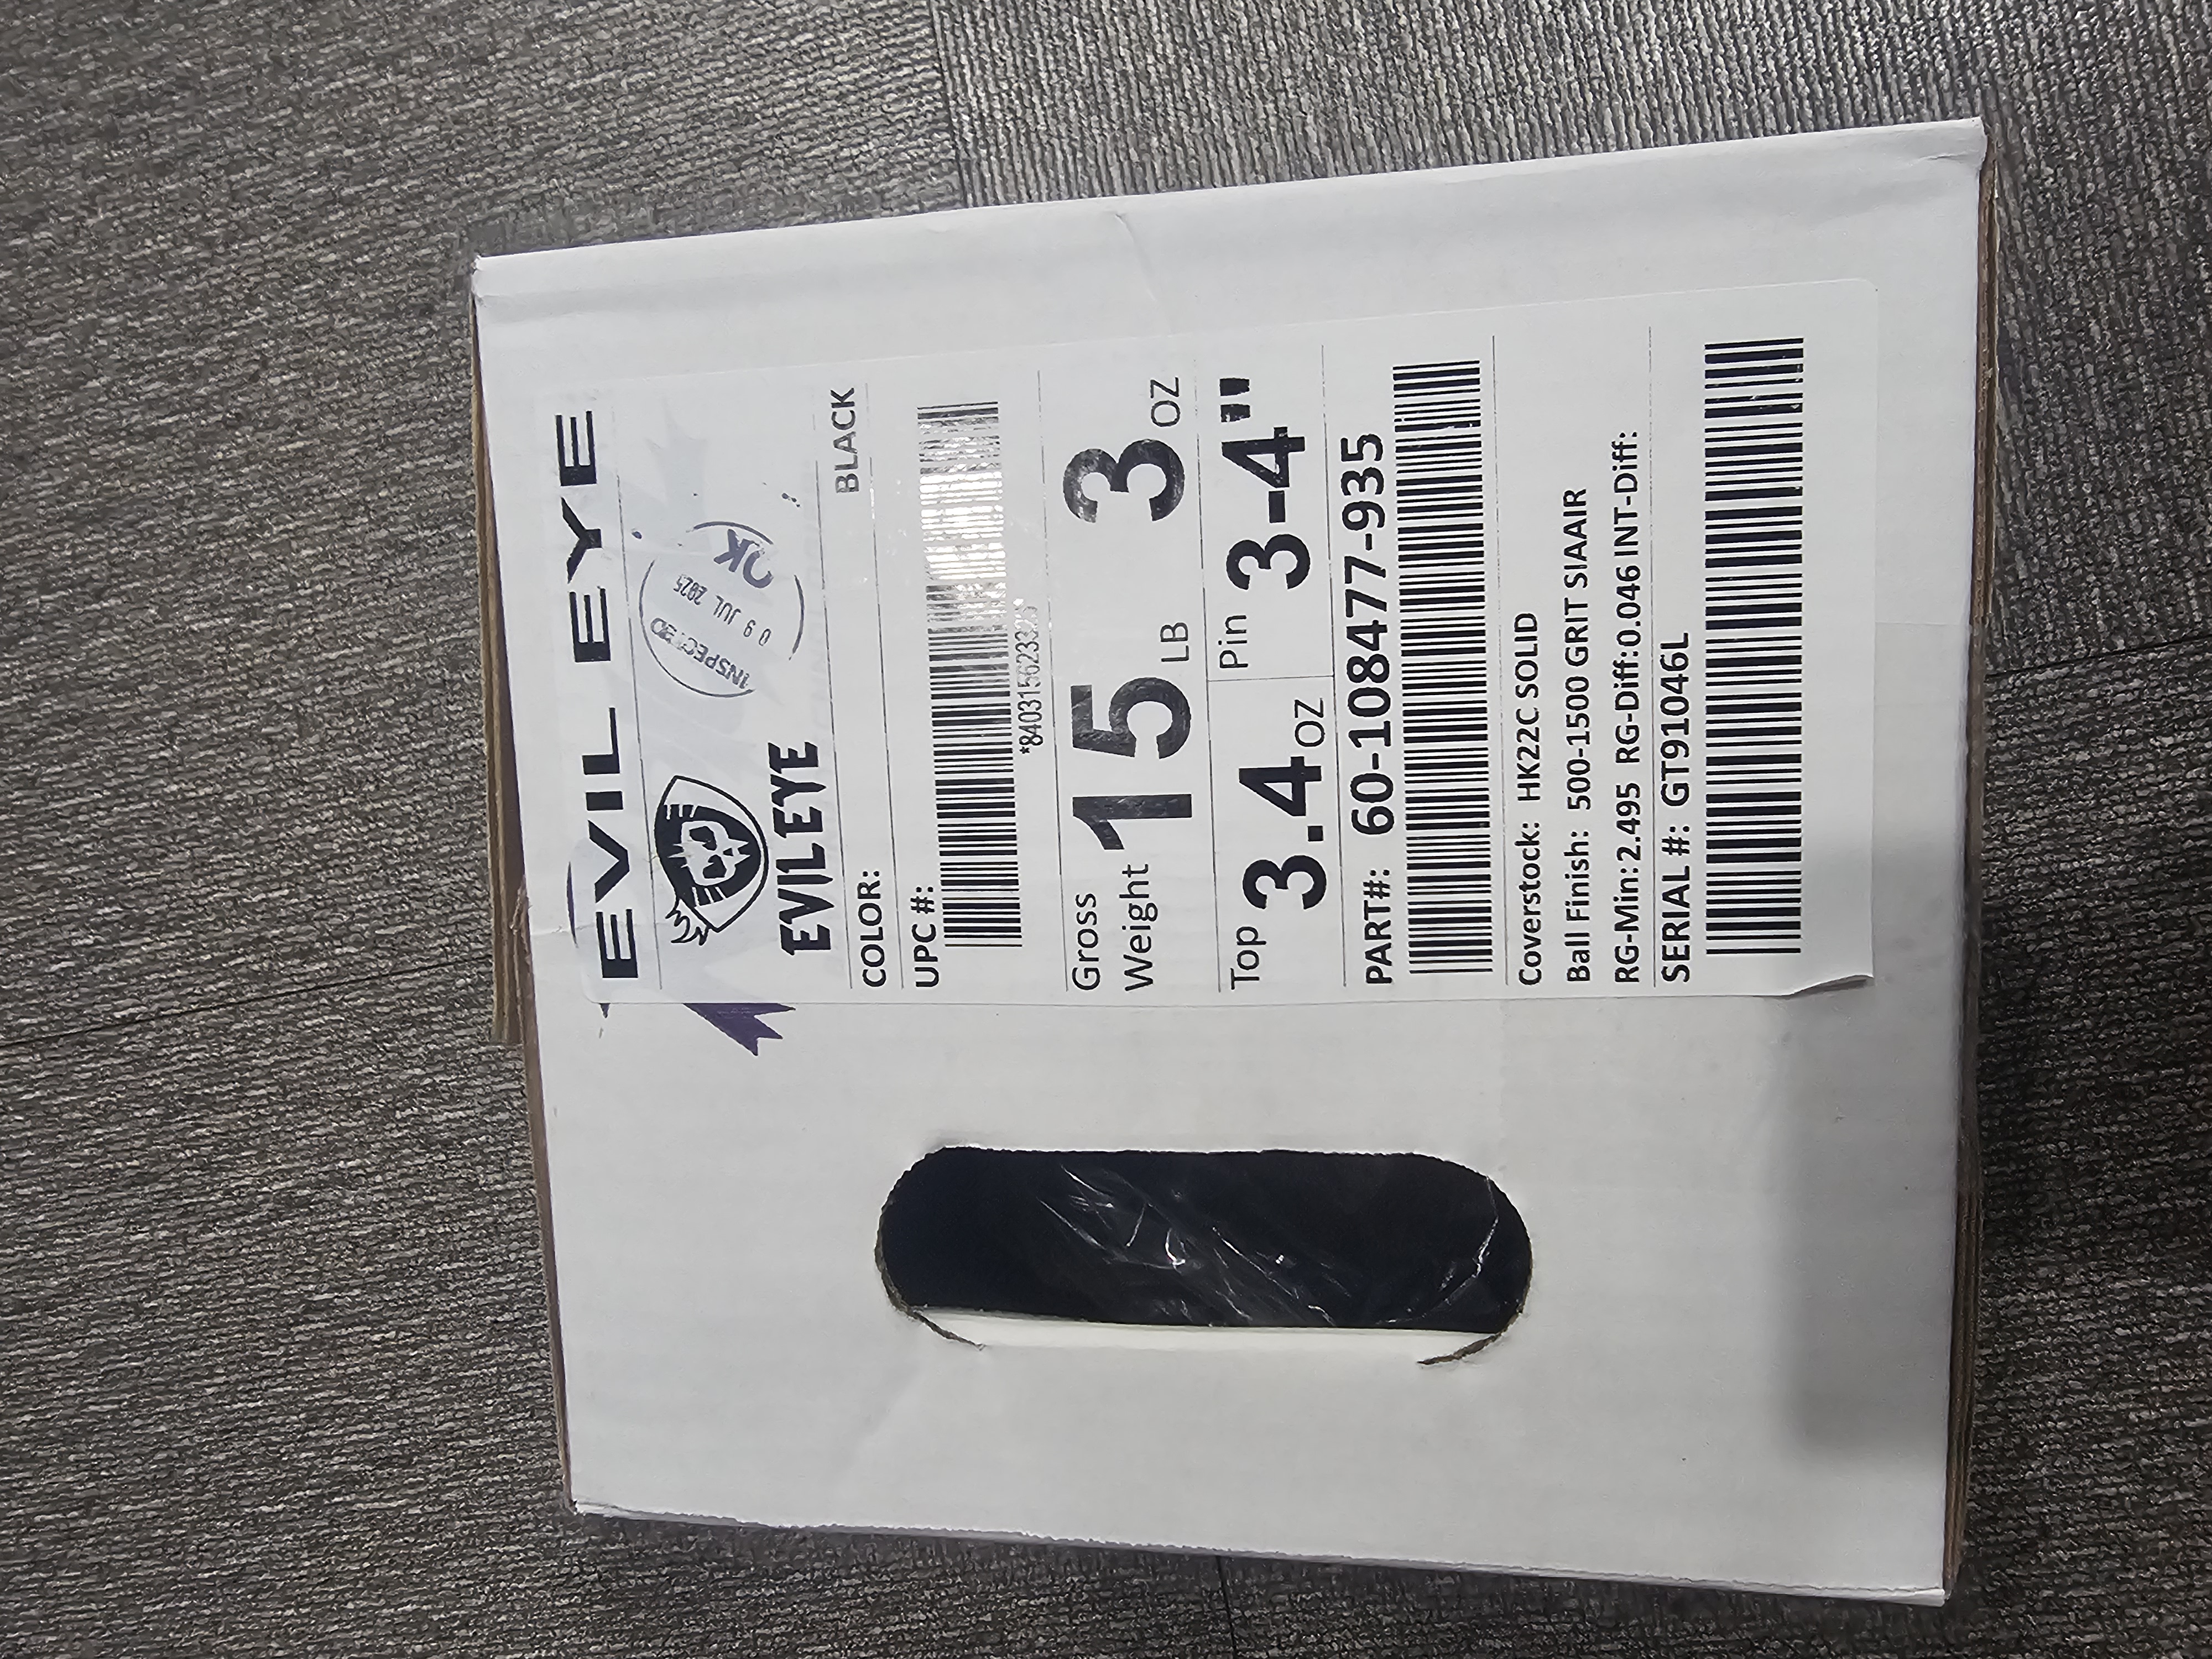 EVIL EYE
EVIL EYE
INSPECTED
09 JUL 2025
OK
COLOR: BLACK
UPC #:
Gross Weight 15 LB 3 OZ
Top 3.4 OZ Pin 3-4"
PART#: 60-108477-935
Coverstock: HK22C SOLID
Ball Finish: 500-1500 GRIT SIAAIR
RG-Min:2.495 RG-Diff:0.046 INT-Diff:
SERIAL #: GT91046L